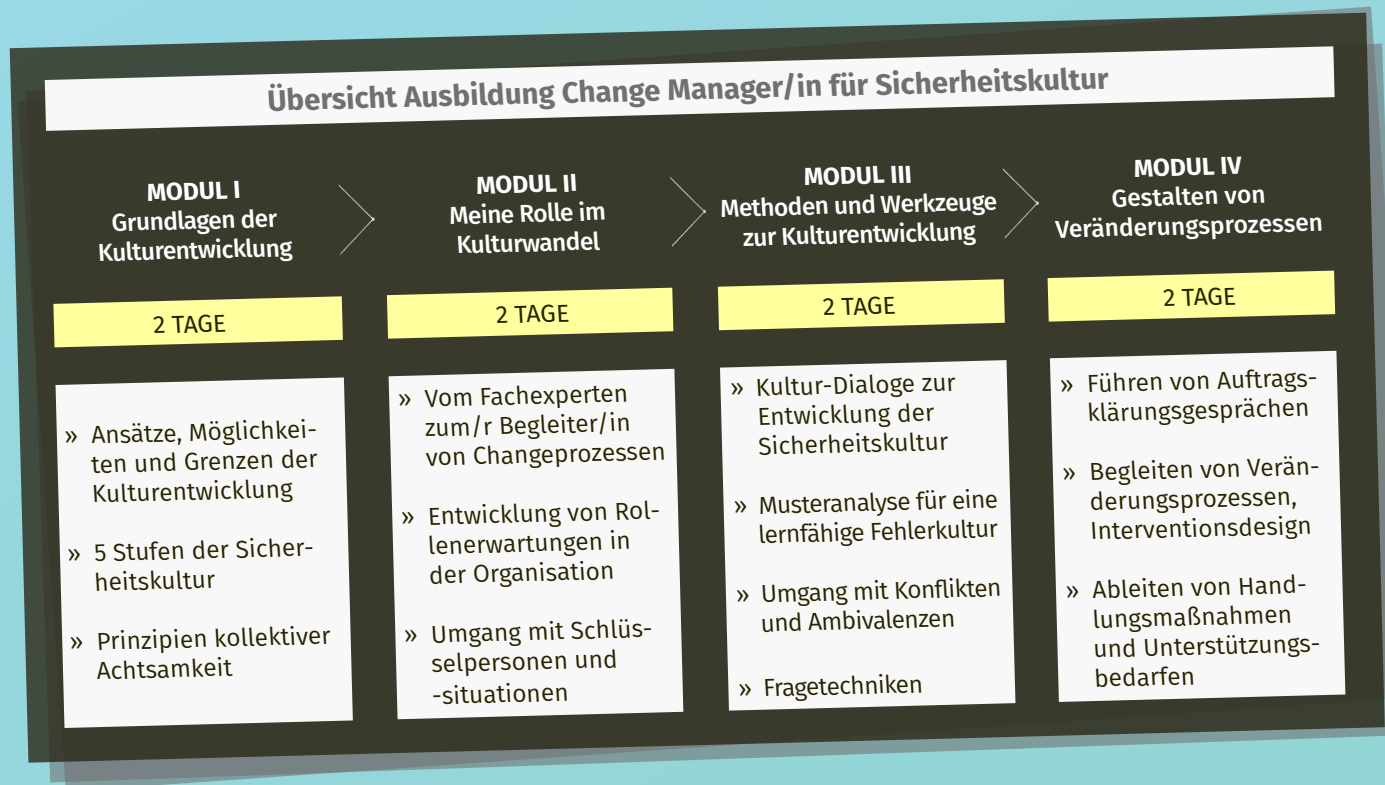 Übersicht Ausbildung Change Manager/in für Sicherheitskultur
MODUL I
Grundlagen der
Kulturentwicklung
2 TAGE
» Ansätze, Möglichkei-
ten und Grenzen der
Kulturentwicklung
» 5 Stufen der Sicher-
heitskultur
» Prinzipien kollektiver
Achtsamkeit
MODUL II
Meine Rolle im
Kulturwandel
2 TAGE
» Vom Fachexperten
zum/r Begleiter/in
von Changeprozessen
» Entwicklung von Rol-
lenerwartungen in
der Organisation
» Umgang mit Schlüs-
selpersonen und
-situationen
MODUL III
Methoden und Werkzeuge
zur Kulturentwicklung
2 TAGE
» Kultur-Dialoge zur
Entwicklung der
Sicherheitskultur
» Musteranalyse für eine
lernfähige Fehlerkultur
» Umgang mit Konflikten
und Ambivalenzen
» Fragetechniken
MODUL IV
Gestalten von
Veränderungsprozessen
2 TAGE
» Führen von Auftrags-
klärungsgesprächen
» Begleiten von Verän-
derungsprozessen,
Interventionsdesign
» Ableiten von Hand-
lungsmaßnahmen
und Unterstützungs-
bedarfen